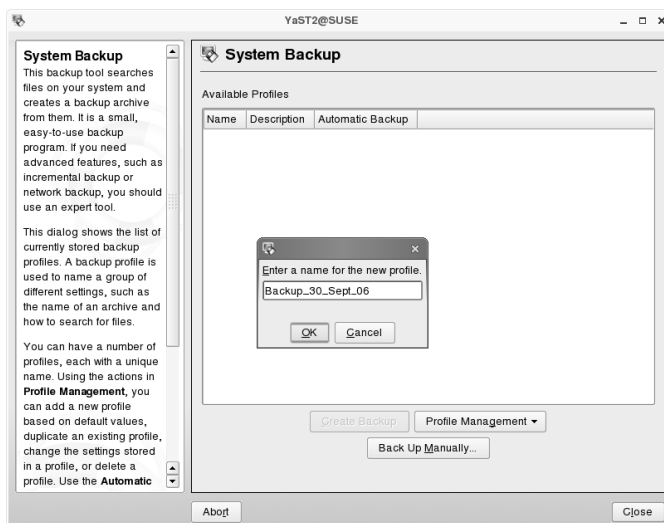 YaST2@SUSE
System Backup
This backup tool searches
files on your system and
creates a backup archive
from them. It is a small,
easy-to-use backup
program. If you need
advanced features, such as
incremental backup or
network backup, you should
use an expert tool.
This dialog shows the list of
currently stored backup
profiles. A backup profile is
used to name a group of
different settings, such as
the name of an archive and
how to search for files.
You can have a number of
profiles, each with a unique
name. Using the actions in
Profile Management, you
can add a new profile
based on default values,
duplicate an existing profile,
change the settings stored
in a profile, or delete a
profile. Use the Automatic
System Backup
Available Profiles
Name Description Automatic Backup
Enter a name for the new profile.
Backup_30_Sept_06
OK Cancel
Create Backup Profile Management
Back Up Manually...
Abort Close